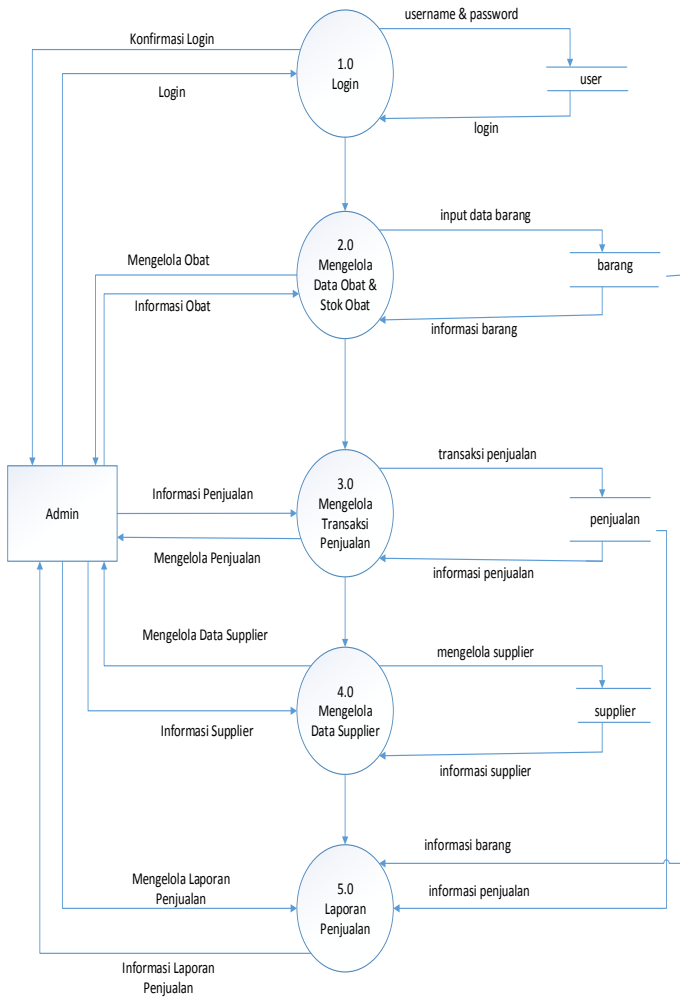 username & password
Konfirmasi Login
1.0
Login
user
Login
login
input data barang
2.0
Mengelola
Data Obat &
Stok Obat
Mengelola Obat
barang
Informasi Obat
informasi barang
transaksi penjualan
3.0
Mengelola
Transaksi
Penjualan
Informasi Penjualan
Admin
penjualan
Mengelola Penjualan
informasi penjualan
Mengelola Data Supplier
mengelola supplier
4.0
Mengelola
Data Supplier
supplier
Informasi Supplier
informasi supplier
informasi barang
Mengelola Laporan
Penjualan
5.0
Laporan
Penjualan
informasi penjualan
Informasi Laporan
Penjualan